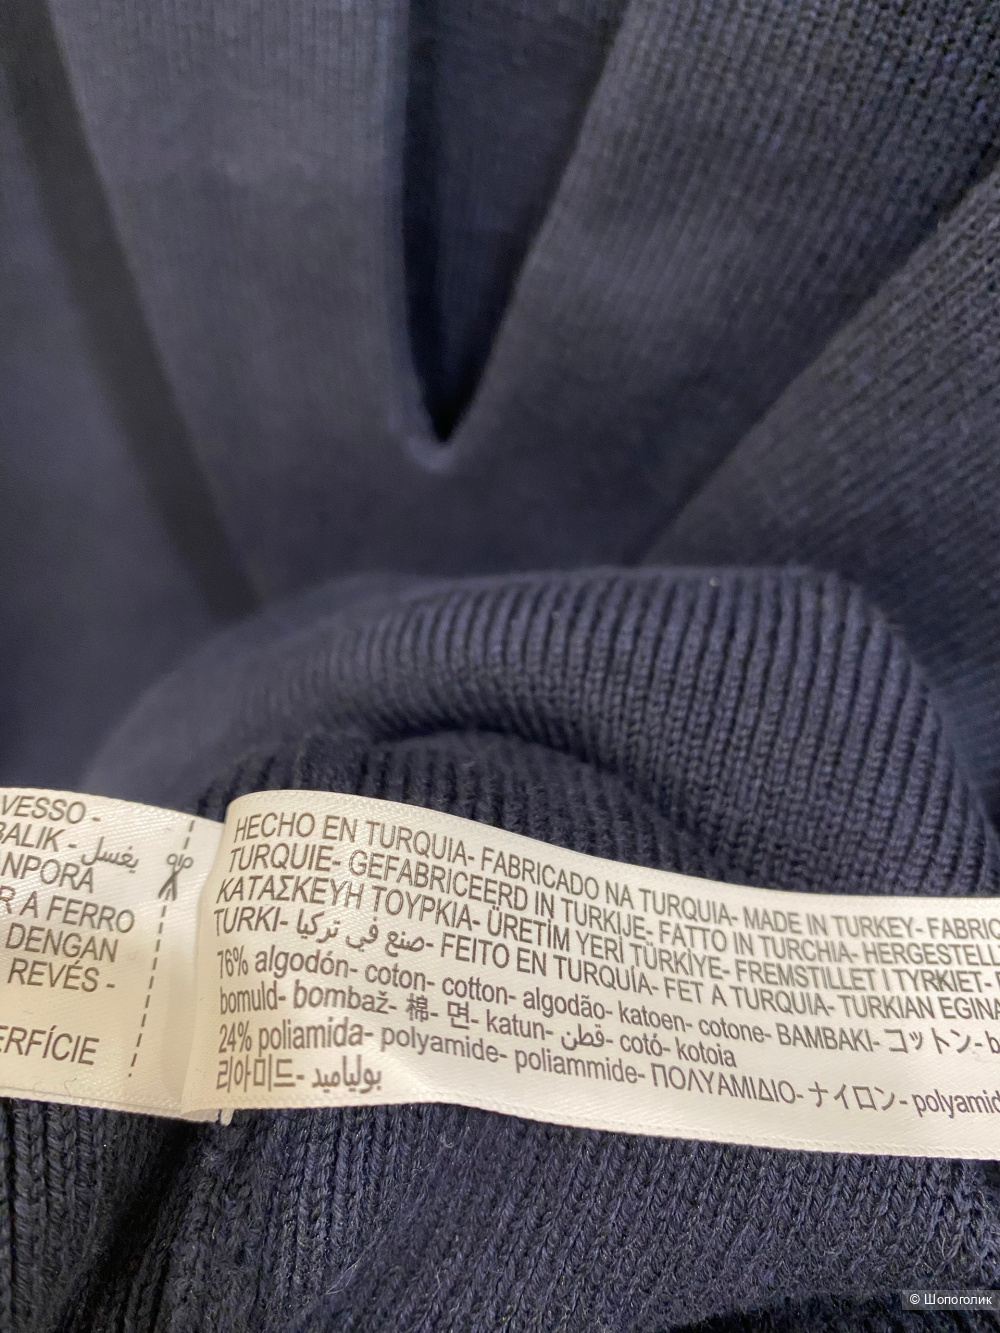 VESSO -
BALIK - يغسل
ANPORA
R A FERRO
DENGAN
REVÉS -
ERFÍCIE
HECHO EN TURQUIA- FABRICADO NA TURQUIA- MADE IN TURKEY- FABRIC
TURQUIE- GEFABRICEERD IN TURKIJE- FATTO IN TURCHIA- HERGESTELL
ΚΑΤΑΣΚΕΥΗ ΤΟΥΡΚΙΑ- ÜRETİM YERİ TÜRKİYE- FREMSTILLET I TYRKIET-
TURKI- صنع في تركيا- FEITO EN TURQUÍA- FET A TURQUIA- TURKIAN EGINA
76% algodón- coton- cotton- algodão- katoen- cotone- BAMBAKI- コットン- b
bomuld- bombaž- 棉- 면- katun- قطن- cotó- kotoia
24% poliamida- polyamide- poliammide- ΠΟΛΥΑΜΙΔΙΟ- ナイロン- polyamid
리아미드- بولياميد
© Шопоголик